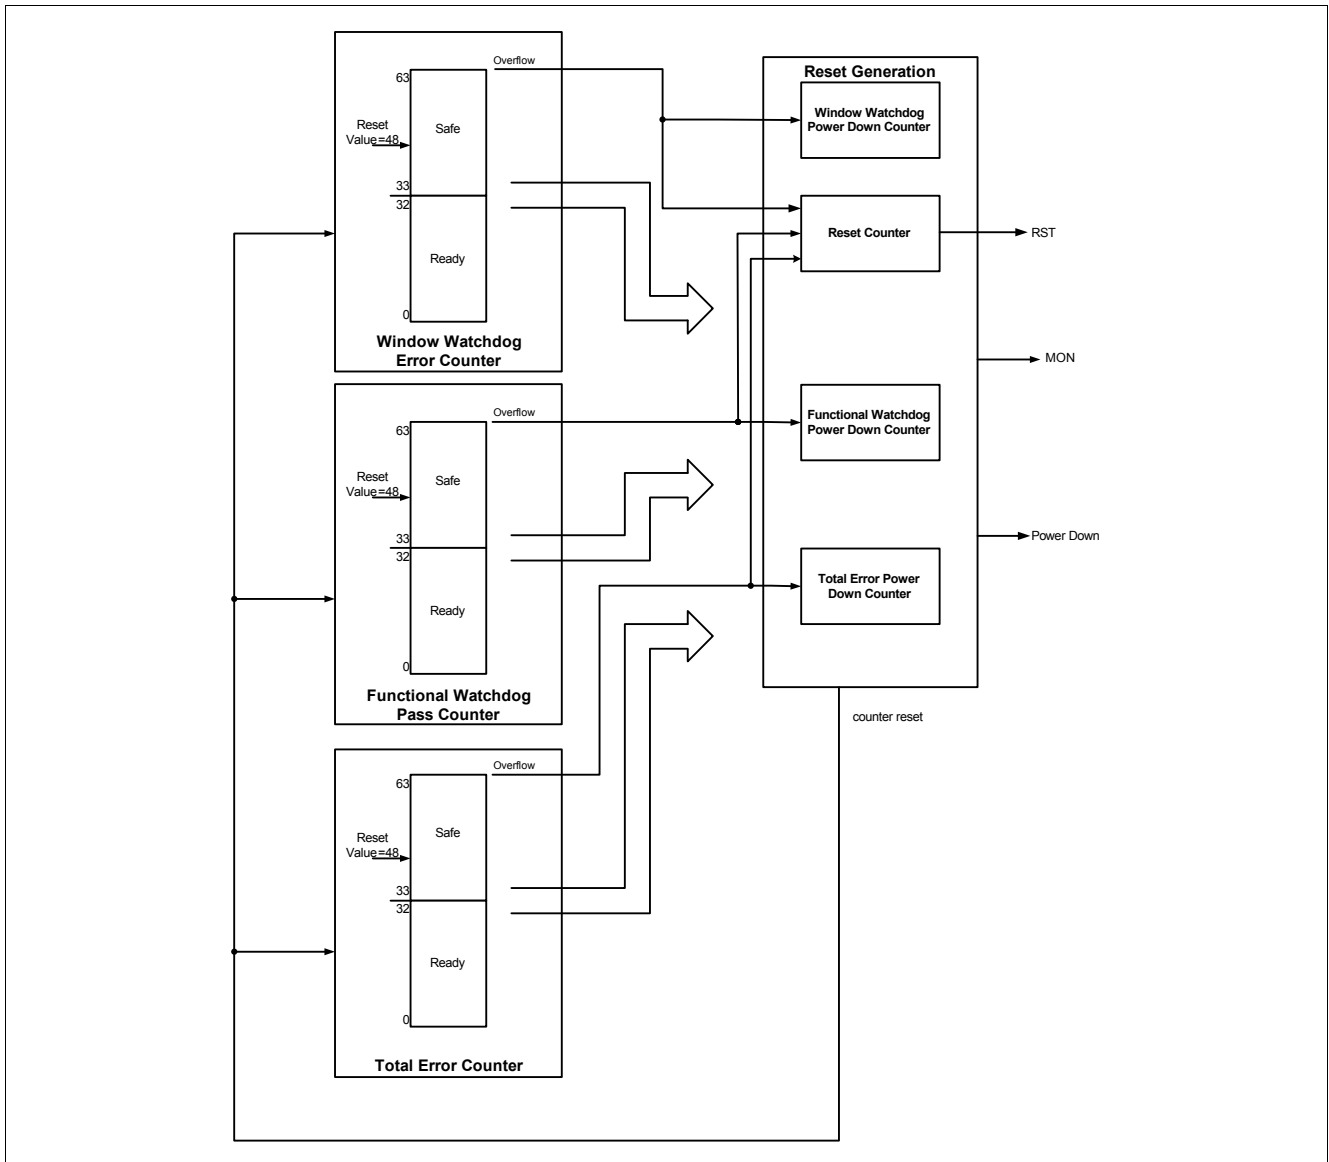 Overflow
63
Safe
Reset
Value=48
33
32
Ready
0
Window Watchdog
Error Counter
Overflow
63
Safe
Reset
Value=48
33
32
Ready
0
Functional Watchdog
Pass Counter
Overflow
63
Safe
Reset
Value=48
33
32
Ready
0
Total Error Counter
Reset Generation
Window Watchdog
Power Down Counter
Reset Counter
Functional Watchdog
Power Down Counter
Total Error Power
Down Counter
RST
MON
Power Down
counter reset